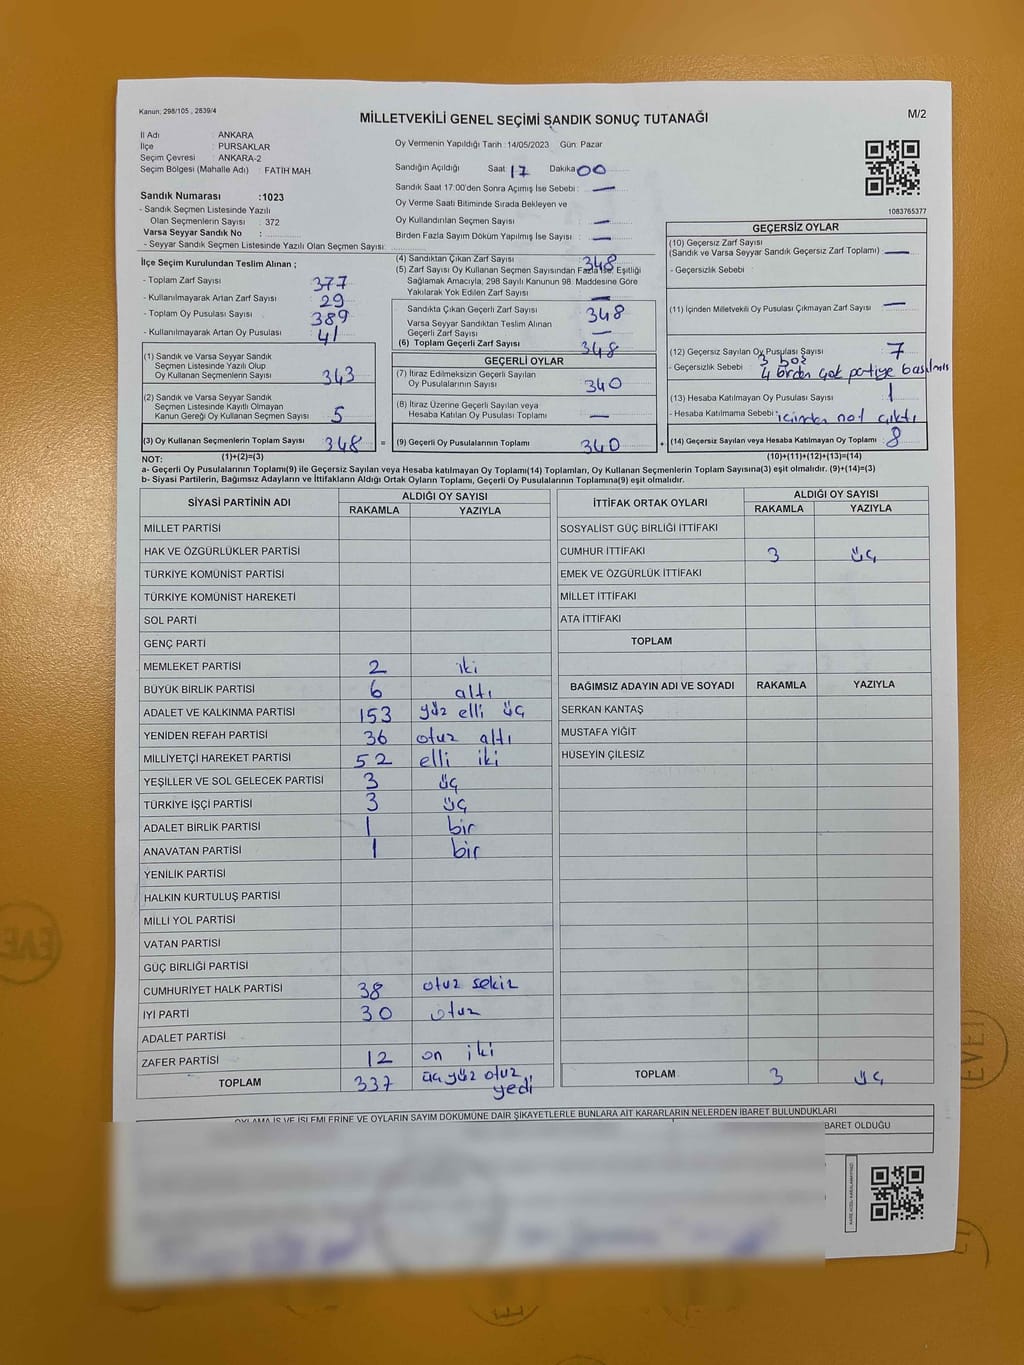 Kanun; 298/105 , 2839/4
MİLLETVEKİLİ GENEL SEÇİMİ SANDIK SONUÇ TUTANAĞI
M/2
İl Adı : ANKARA
İlçe : PURSAKLAR
Seçim Çevresi : ANKARA-2
Seçim Bölgesi (Mahalle Adı) : FATİH MAH
Sandık Numarası :1023
- Sandık Seçmen Listesinde Yazılı
Olan Seçmenlerin Sayısı : 372
Varsa Seyyar Sandık No :
- Seyyar Sandık Seçmen Listesinde Yazılı Olan Seçmen Sayısı:
Oy Vermenin Yapıldığı Tarih :14/05/2023 Gün: Pazar
Sandığın Açıldığı Saat 17 Dakika 00
Sandık Saat 17:00'den Sonra Açımış İse Sebebi : —
Oy Verme Saati Bitiminde Sırada Bekleyen ve
Oy Kullandırılan Seçmen Sayısı : —
Birden Fazla Sayım Döküm Yapılmış İse Sayısı : —
1083765377
İlçe Seçim Kurulundan Teslim Alınan ;
- Toplam Zarf Sayısı : 377
- Kullanılmayarak Artan Zarf Sayısı : 29
- Toplam Oy Pusulası Sayısı : 389
- Kullanılmayarak Artan Oy Pusulası : 41
(1) Sandık ve Varsa Seyyar Sandık
Seçmen Listesinde Yazılı Olup
Oy Kullanan Seçmenlerin Sayısı : 343
(2) Sandık ve Varsa Seyyar Sandık
Seçmen Listesinde Kayıtlı Olmayan
Kanun Gereği Oy Kullanan Seçmen Sayısı : 5
(3) Oy Kullanan Seçmenlerin Toplam Sayısı : 348 =
(1)+(2)=(3)
(4) Sandıktan Çıkan Zarf Sayısı : 348
(5) Zarf Sayısı Oy Kullanan Seçmen Sayısından Fazla İse, Eşitliği
Sağlamak Amacıyla, 298 Sayılı Kanunun 98. Maddesine Göre
Yakılarak Yok Edilen Zarf Sayısı : —
Sandıkta Çıkan Geçerli Zarf Sayısı : 348
Varsa Seyyar Sandıktan Teslim Alınan
Geçerli Zarf Sayısı : —
(6) Toplam Geçerli Zarf Sayısı : 348
GEÇERLİ OYLAR
(7) İtiraz Edilmeksizin Geçerli Sayılan
Oy Pusulalarının Sayısı : 340
(8) İtiraz Üzerine Geçerli Sayılan veya
Hesaba Katılan Oy Pusulası Toplamı : —
(9) Geçerli Oy Pusulalarının Toplamı : 340 +
GEÇERSİZ OYLAR
(10) Geçersiz Zarf Sayısı
(Sandık ve Varsa Seyyar Sandık Geçersiz Zarf Toplamı) : —
- Geçersizlik Sebebi :
(11) İçinden Milletvekili Oy Pusulası Çıkmayan Zarf Sayısı : —
(12) Geçersiz Sayılan Oy Pusulası Sayısı : 7
- Geçersizlik Sebebi : 3 boş
4 birden çok partiye basılmış
(13) Hesaba Katılmayan Oy Pusulası Sayısı : 1
- Hesaba Katılmama Sebebi : içinden not çıktı
(14) Geçersiz Sayılan veya Hesaba Katılmayan Oy Toplamı : 8
(10)+(11)+(12)+(13)=(14)
NOT:
a- Geçerli Oy Pusulalarının Toplamı(9) ile Geçersiz Sayılan veya Hesaba katılmayan Oy Toplamı(14) Toplamları, Oy Kullanan Seçmenlerin Toplam Sayısına(3) eşit olmalıdır. (9)+(14)=(3)
b- Siyasi Partilerin, Bağımsız Adayların ve İttifakların Aldığı Ortak Oyların Toplamı, Geçerli Oy Pusulalarının Toplamına(9) eşit olmalıdır.
SİYASİ PARTİNİN ADI ALDIĞI OY SAYISI
RAKAMLA YAZIYLA
MİLLET PARTİSİ
HAK VE ÖZGÜRLÜKLER PARTİSİ
TÜRKİYE KOMÜNİST PARTİSİ
TÜRKİYE KOMÜNİST HAREKETİ
SOL PARTİ
GENÇ PARTİ
MEMLEKET PARTİSİ 2 iki
BÜYÜK BİRLİK PARTİSİ 6 altı
ADALET VE KALKINMA PARTİSİ 153 yüz elli üç
YENİDEN REFAH PARTİSİ 36 otuz altı
MİLLİYETÇİ HAREKET PARTİSİ 52 elli iki
YEŞİLLER VE SOL GELECEK PARTİSİ 3 üç
TÜRKİYE İŞÇİ PARTİSİ 3 üç
ADALET BİRLİK PARTİSİ 1 bir
ANAVATAN PARTİSİ 1 bir
YENİLİK PARTİSİ
HALKIN KURTULUŞ PARTİSİ
MİLLİ YOL PARTİSİ
VATAN PARTİSİ
GÜÇ BİRLİĞİ PARTİSİ
CUMHURİYET HALK PARTİSİ 38 otuz sekiz
İYİ PARTİ 30 otuz
ADALET PARTİSİ
ZAFER PARTİSİ 12 on iki
TOPLAM 337 üç yüz otuz yedi
İTTİFAK ORTAK OYLARI ALDIĞI OY SAYISI
RAKAMLA YAZIYLA
SOSYALİST GÜÇ BİRLİĞİ İTTİFAKI
CUMHUR İTTİFAKI 3 üç
EMEK VE ÖZGÜRLÜK İTTİFAKI
MİLLET İTTİFAKI
ATA İTTİFAKI
TOPLAM
BAĞIMSIZ ADAYIN ADI VE SOYADI RAKAMLA YAZIYLA
SERKAN KANTAŞ
MUSTAFA YİĞİT
HÜSEYİN ÇİLESİZ
TOPLAM 3 üç
OYLAMA İŞ VE İŞLEMLERİNE VE OYLARIN SAYIM DÖKÜMÜNE DAİR ŞİKAYETLERLE BUNLARA AİT KARARLARIN NELERDEN İBARET BULUNDUKLARI
İBARET OLDUĞU
EVET
EVET